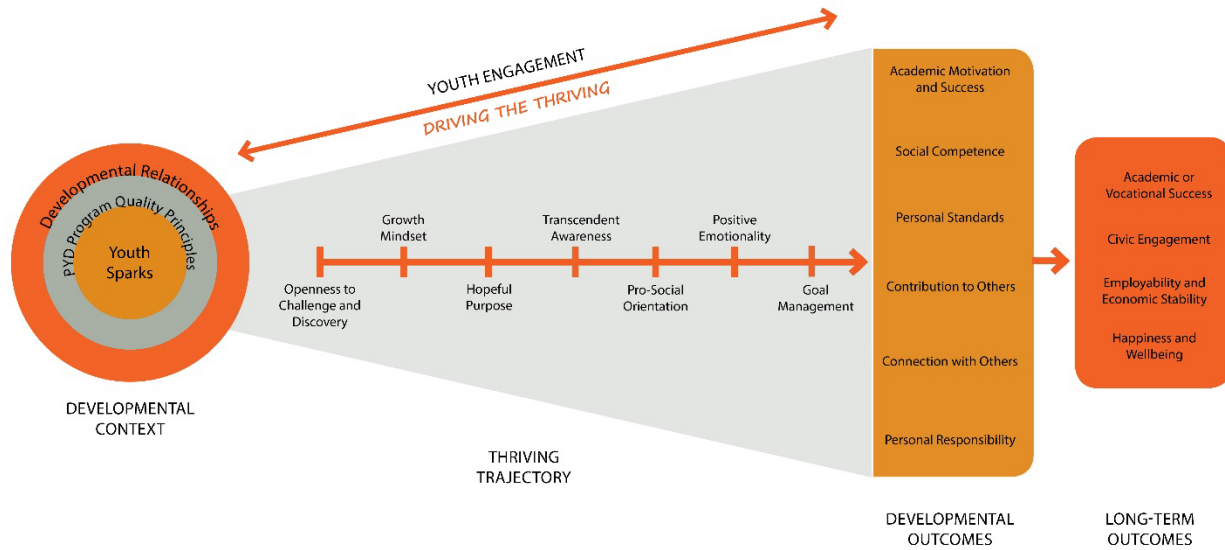 YOUTH ENGAGEMENT
DRIVING THE THRIVING
Developmental Relationships
PYD Program Quality Principles
Youth
Sparks
DEVELOPMENTAL
CONTEXT
Openness to
Challenge and
Discovery
Growth
Mindset
Hopeful
Purpose
Transcendent
Awareness
Pro-Social
Orientation
Positive
Emotionality
Goal
Management
THRIVING
TRAJECTORY
Academic Motivation
and Success
Social Competence
Personal Standards
Contribution to Others
Connection with Others
Personal Responsibility
DEVELOPMENTAL
OUTCOMES
Academic or
Vocational Success
Civic Engagement
Employability and
Economic Stability
Happiness and
Wellbeing
LONG-TERM
OUTCOMES